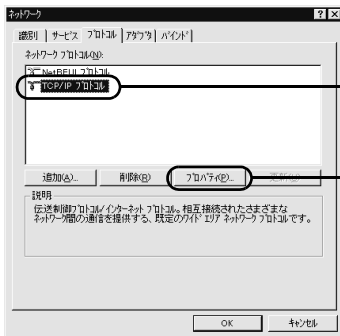 ネットワーク
識別 サービス プロトコル アダプタ バインド
ネットワーク プロトコル(N):
NetBEUI プロトコル
TCP/IP プロトコル
追加(A)... 削除(R) プロパティ(P)... 更新(U)
説明
伝送制御プロトコル/インターネット プロトコル。相互接続されたさまざまな
ネットワーク間の通信を提供する、既定のワイド エリア ネットワーク プロトコルです。
OK キャンセル